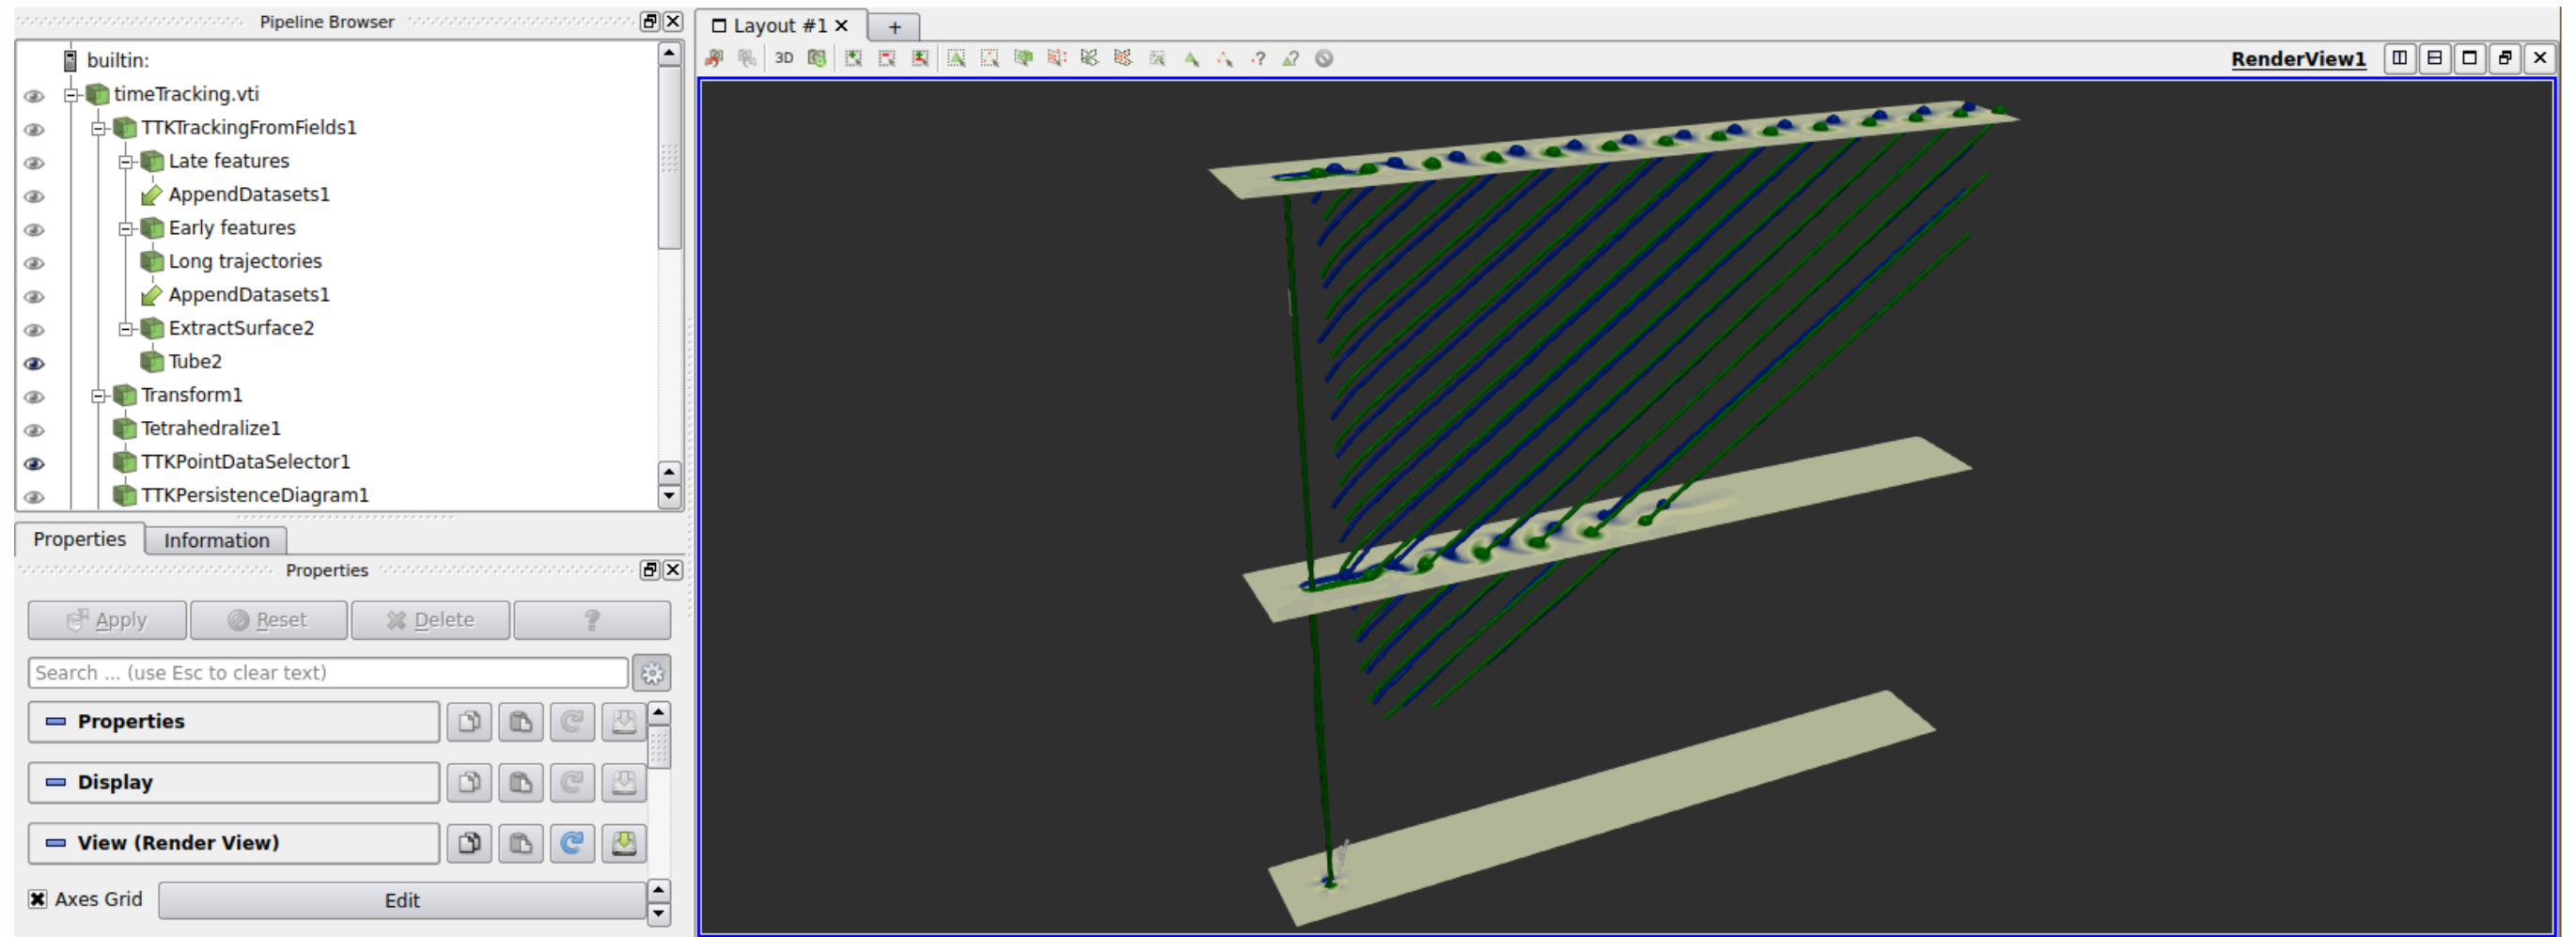 Pipeline Browser
builtin:
timeTracking.vti
TTKTrackingFromFields1
Late features
AppendDatasets1
Early features
Long trajectories
AppendDatasets1
ExtractSurface2
Tube2
Transform1
Tetrahedralize1
TTKPointDataSelector1
TTKPersistenceDiagram1
Properties Information
Properties
Apply Reset Delete ?
Search ... (use Esc to clear text)
Properties
Display
View (Render View)
Axes Grid Edit
Layout #1 +
3D RenderView1